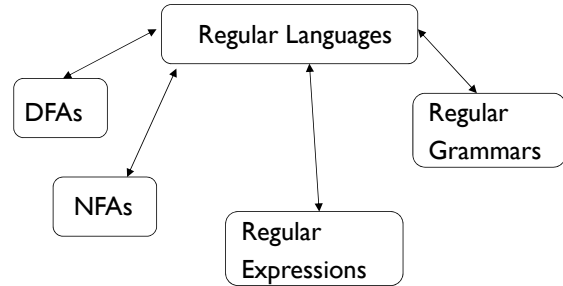 Regular Languages
DFAs
Regular
Grammars
NFAs
Regular
Expressions